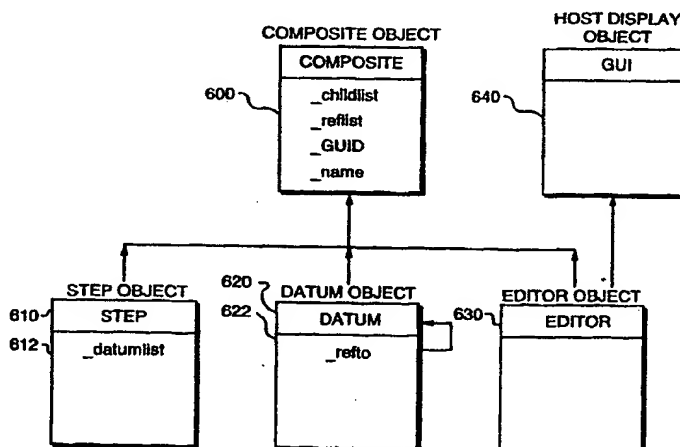 COMPOSITE OBJECT
HOST DISPLAY
OBJECT
COMPOSITE
GUI
600
640
_childlist
_reflist
_GUID
_name
STEP OBJECT
620
DATUM OBJECT
EDITOR OBJECT
610
STEP
622
DATUM
630
EDITOR
612
_datumlist
_refto